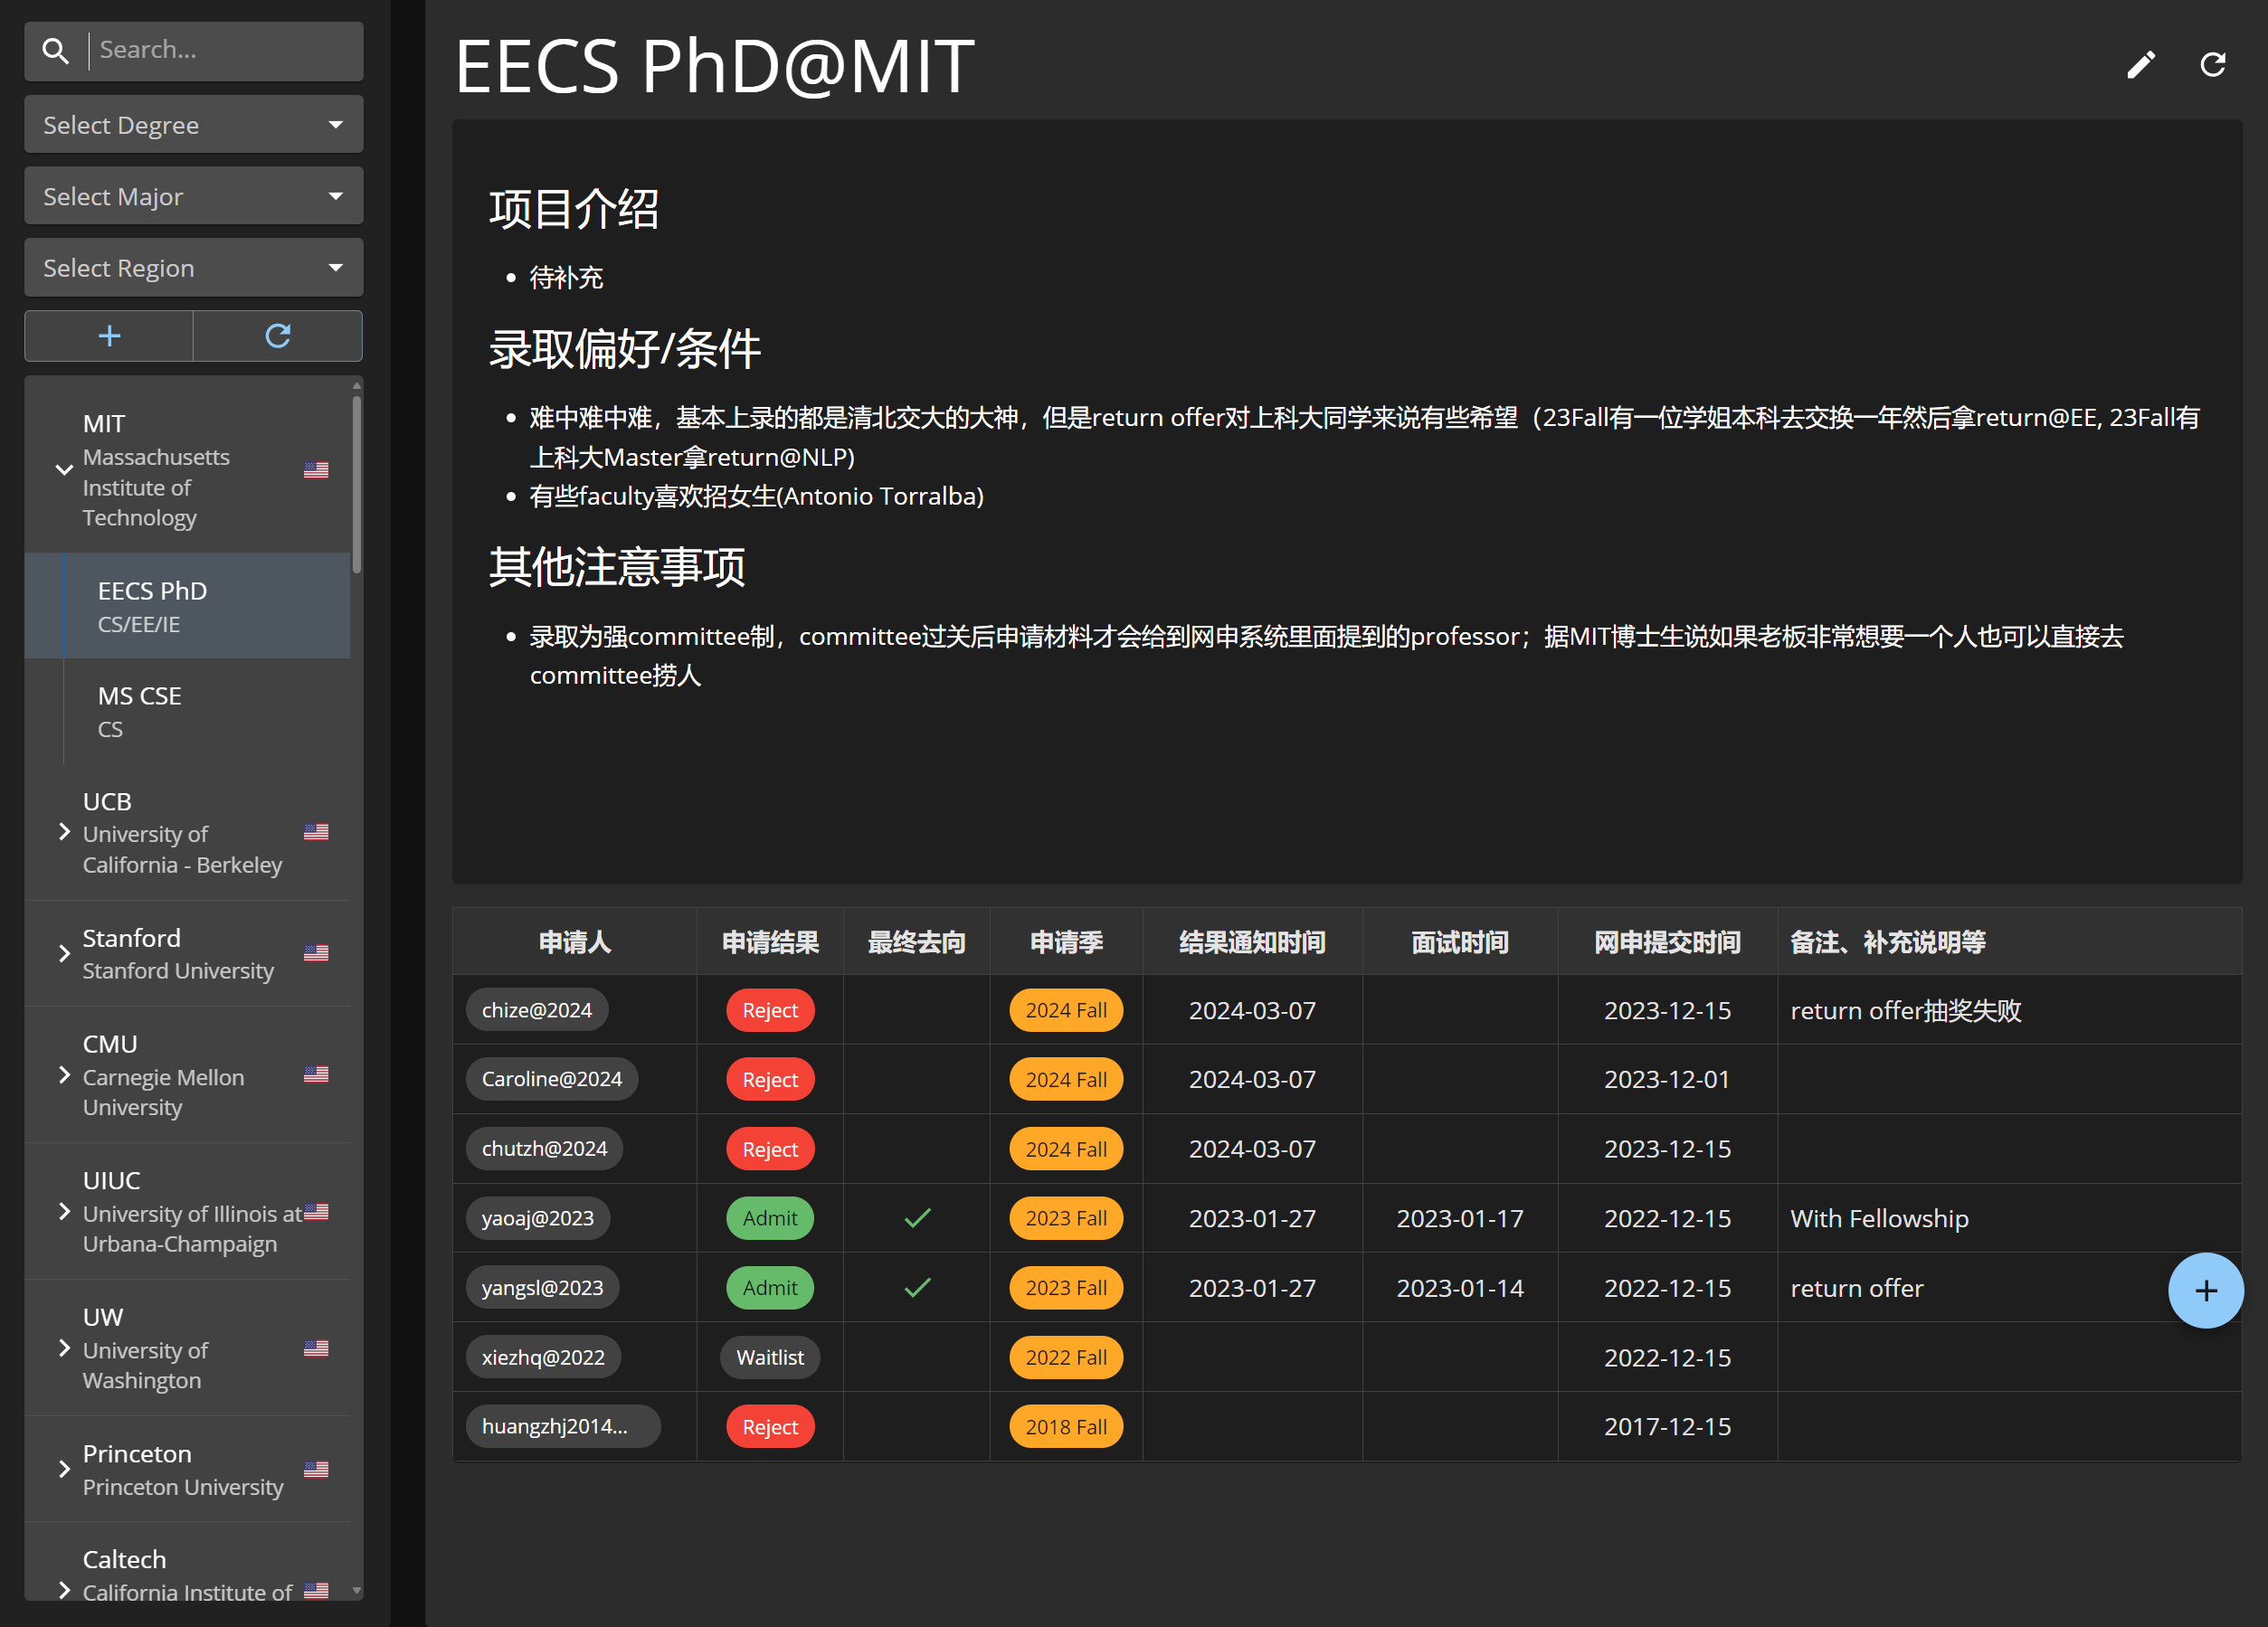 Search...
Select Degree
Select Major
Select Region
MIT
Massachusetts
Institute of
Technology
EECS PhD
CS/EE/IE
MS CSE
CS
UCB
University of
California - Berkeley
Stanford
Stanford University
CMU
Carnegie Mellon
University
UIUC
University of Illinois at
Urbana-Champaign
UW
University of
Washington
Princeton
Princeton University
Caltech
California Institute of
EECS PhD@MIT
项目介绍
待补充
录取偏好/条件
难中难中难，基本上录的都是清北交大的大神，但是return offer对上科大同学来说有些希望（23Fall有一位学姐本科去交换一年然后拿return@EE, 23Fall有
上科大Master拿return@NLP)
有些faculty喜欢招女生(Antonio Torralba)
其他注意事项
录取为强committee制，committee过关后申请材料才会给到网申系统里面提到的professor；据MIT博士生说如果老板非常想要一个人也可以直接去
committee捞人
申请人 申请结果 最终去向 申请季 结果通知时间 面试时间 网申提交时间 备注、补充说明等
chize@2024 Reject 2024 Fall 2024-03-07 2023-12-15 return offer抽奖失败
Caroline@2024 Reject 2024 Fall 2024-03-07 2023-12-01
chutzh@2024 Reject 2024 Fall 2024-03-07 2023-12-15
yaoaj@2023 Admit 2023 Fall 2023-01-27 2023-01-17 2022-12-15 With Fellowship
yangsl@2023 Admit 2023 Fall 2023-01-27 2023-01-14 2022-12-15 return offer
xiezhq@2022 Waitlist 2022 Fall 2022-12-15
huangzhj2014... Reject 2018 Fall 2017-12-15